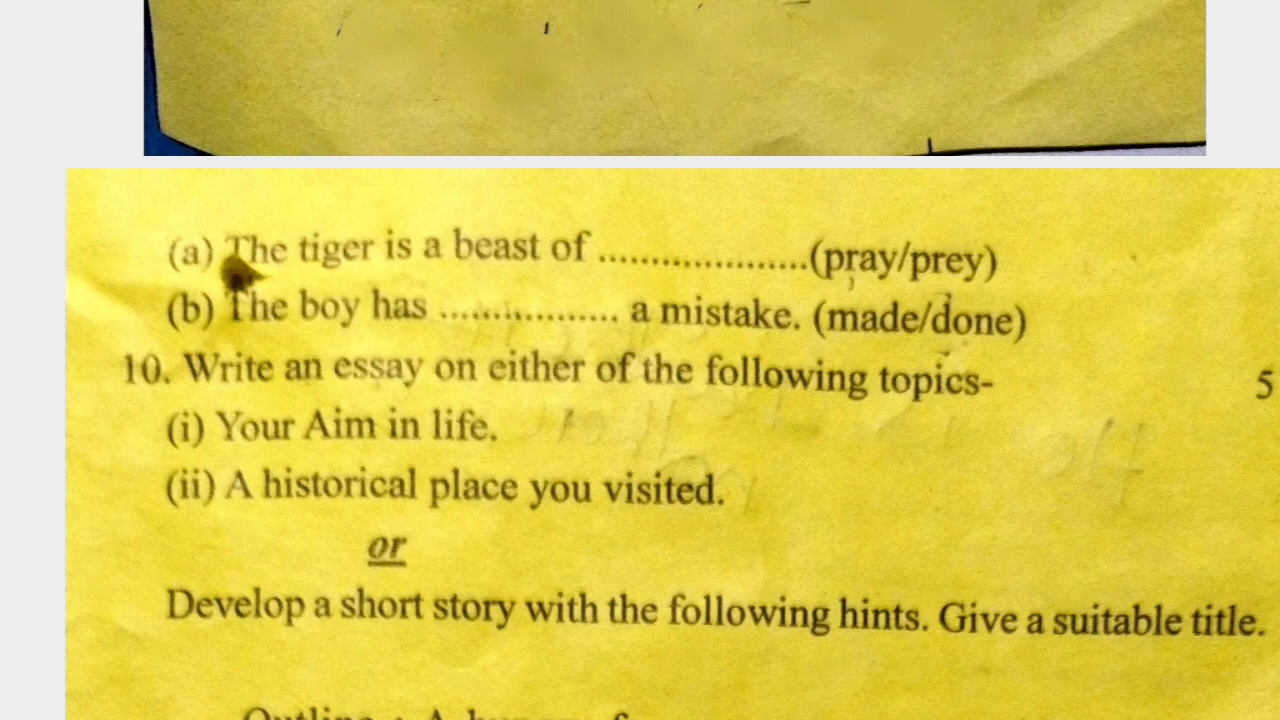 (a) The tiger is a beast of ....................(pray/prey)
(b) The boy has ................. a mistake. (made/done)
10. Write an essay on either of the following topics- 5
(i) Your Aim in life.
(ii) A historical place you visited.
or
Develop a short story with the following hints. Give a suitable title.